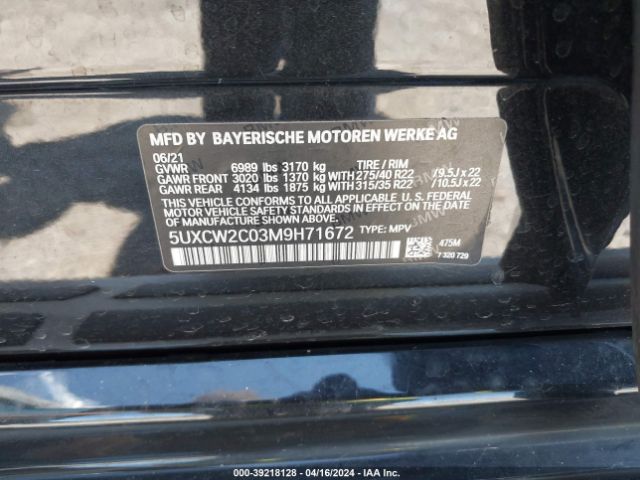 MFD BY BAYERISCHE MOTOREN WERKE AG
06/21
GVWR 6989 lbs 3170 kg TIRE / RIM
GAWR FRONT 3020 lbs 1370 kg WITH 275/40 R22 /9.5J x 22
GAWR REAR 4134 lbs 1875 kg WITH 315/35 R22 /10.5J x 22
THIS VEHICLE CONFORMS TO ALL APPLICABLE U. S. FEDERAL
MOTOR VEHICLE SAFETY STANDARDS IN EFFECT ON THE DATE OF
MANUFACTURE SHOWN ABOVE.
5UXCW2C03M9H71672 TYPE: MPV
475M
7 320 729
000-39218128 - 04/16/2024 - IAA Inc.